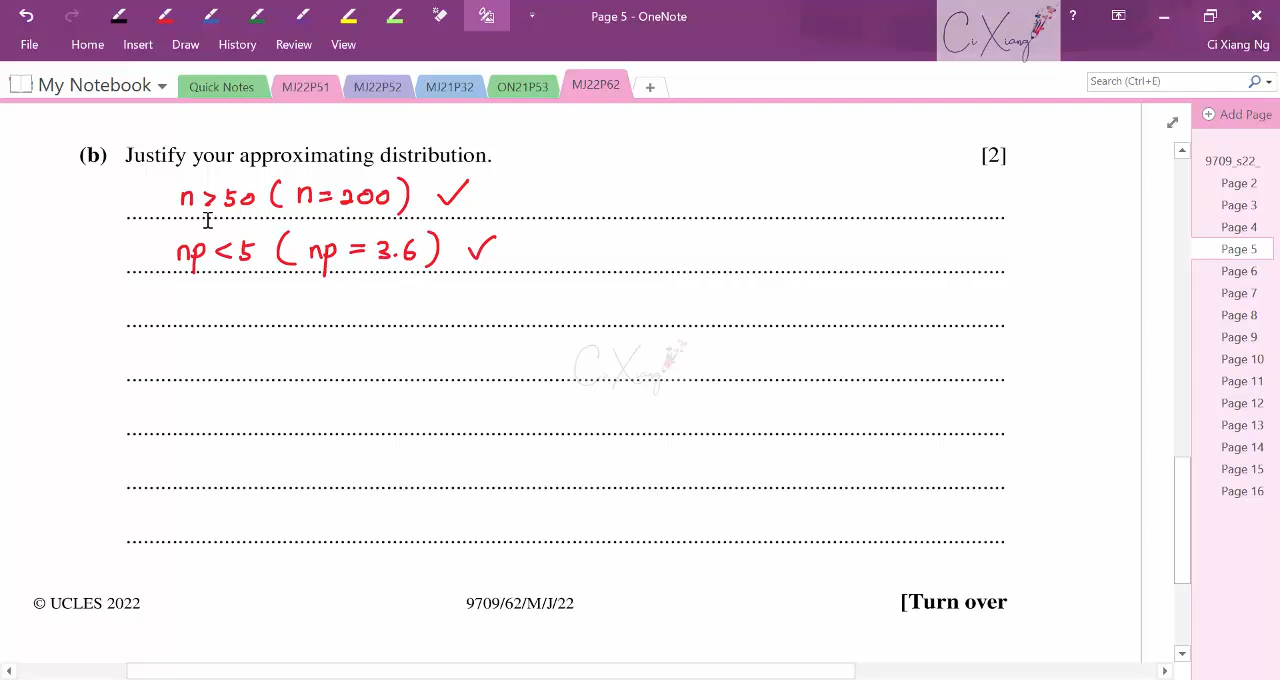 Page 5 - OneNote
Ci Xiang
?
File Home Insert Draw History Review View
Ci Xiang Ng
My Notebook Quick Notes MJ22P51 MJ22P52 MJ21P32 ON21P53 MJ22P62 +
Search (Ctrl+E)
Add Page
(b) Justify your approximating distribution. [2]
n > 50 ( n = 200 ) ✓
np < 5 ( np = 3.6 ) ✓
Ci Xiang
© UCLES 2022 9709/62/M/J/22 [Turn over
9709_s22_
Page 2
Page 3
Page 4
Page 5
Page 6
Page 7
Page 8
Page 9
Page 10
Page 11
Page 12
Page 13
Page 14
Page 15
Page 16